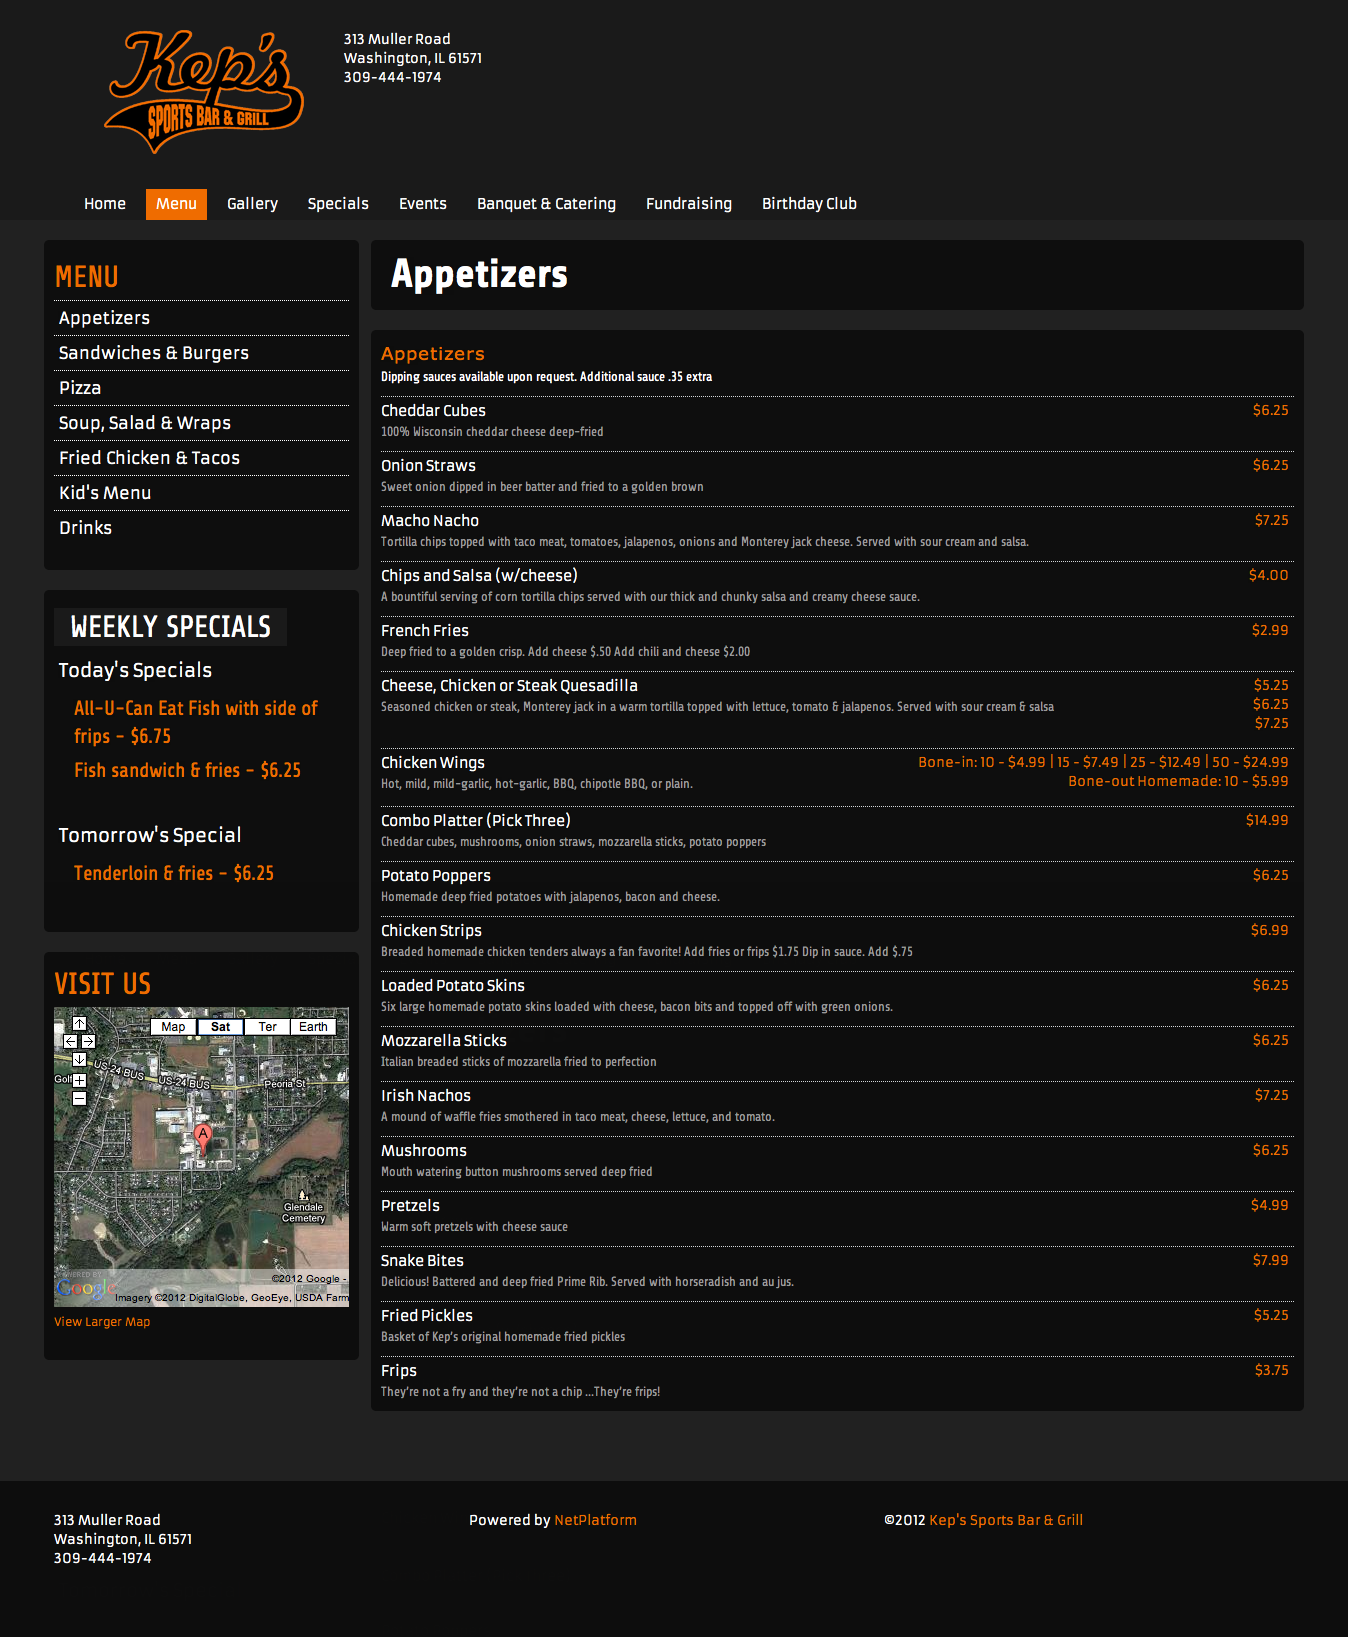 Kep's
SPORTS BAR & GRILL
313 Muller Road
Washington, IL 61571
309-444-1974
Home Menu Gallery Specials Events Banquet & Catering Fundraising Birthday Club
MENU
Appetizers
Sandwiches & Burgers
Pizza
Soup, Salad & Wraps
Fried Chicken & Tacos
Kid's Menu
Drinks
WEEKLY SPECIALS
Today's Specials
All-U-Can Eat Fish with side of
frips - $6.75
Fish sandwich & fries - $6.25
Tomorrow's Special
Tenderloin & fries - $6.25
VISIT US
Map Sat Ter Earth
US-24 BUS US-24 BUS Peoria St
Golf
A
Glendale
Cemetery
POWERED BY
Google
©2012 Google -
Imagery ©2012 DigitalGlobe, GeoEye, USDA Farm
View Larger Map
Appetizers
Appetizers
Dipping sauces available upon request. Additional sauce .35 extra
Cheddar Cubes $6.25
100% Wisconsin cheddar cheese deep-fried
Onion Straws $6.25
Sweet onion dipped in beer batter and fried to a golden brown
Macho Nacho $7.25
Tortilla chips topped with taco meat, tomatoes, jalapenos, onions and Monterey jack cheese. Served with sour cream and salsa.
Chips and Salsa (w/cheese) $4.00
A bountiful serving of corn tortilla chips served with our thick and chunky salsa and creamy cheese sauce.
French Fries $2.99
Deep fried to a golden crisp. Add cheese $.50 Add chili and cheese $2.00
Cheese, Chicken or Steak Quesadilla $5.25
Seasoned chicken or steak, Monterey jack in a warm tortilla topped with lettuce, tomato & jalapenos. Served with sour cream & salsa $6.25
$7.25
Chicken Wings Bone-in: 10 - $4.99 | 15 - $7.49 | 25 - $12.49 | 50 - $24.99
Hot, mild, mild-garlic, hot-garlic, BBQ, chipotle BBQ, or plain. Bone-out Homemade: 10 - $5.99
Combo Platter (Pick Three) $14.99
Cheddar cubes, mushrooms, onion straws, mozzarella sticks, potato poppers
Potato Poppers $6.25
Homemade deep fried potatoes with jalapenos, bacon and cheese.
Chicken Strips $6.99
Breaded homemade chicken tenders always a fan favorite! Add fries or frips $1.75 Dip in sauce. Add $.75
Loaded Potato Skins $6.25
Six large homemade potato skins loaded with cheese, bacon bits and topped off with green onions.
Mozzarella Sticks $6.25
Italian breaded sticks of mozzarella fried to perfection
Irish Nachos $7.25
A mound of waffle fries smothered in taco meat, cheese, lettuce, and tomato.
Mushrooms $6.25
Mouth watering button mushrooms served deep fried
Pretzels $4.99
Warm soft pretzels with cheese sauce
Snake Bites $7.99
Delicious! Battered and deep fried Prime Rib. Served with horseradish and au jus.
Fried Pickles $5.25
Basket of Kep's original homemade fried pickles
Frips $3.75
They're not a fry and they're not a chip ...They're frips!
313 Muller Road
Washington, IL 61571
309-444-1974
Powered by NetPlatform
©2012 Kep's Sports Bar & Grill